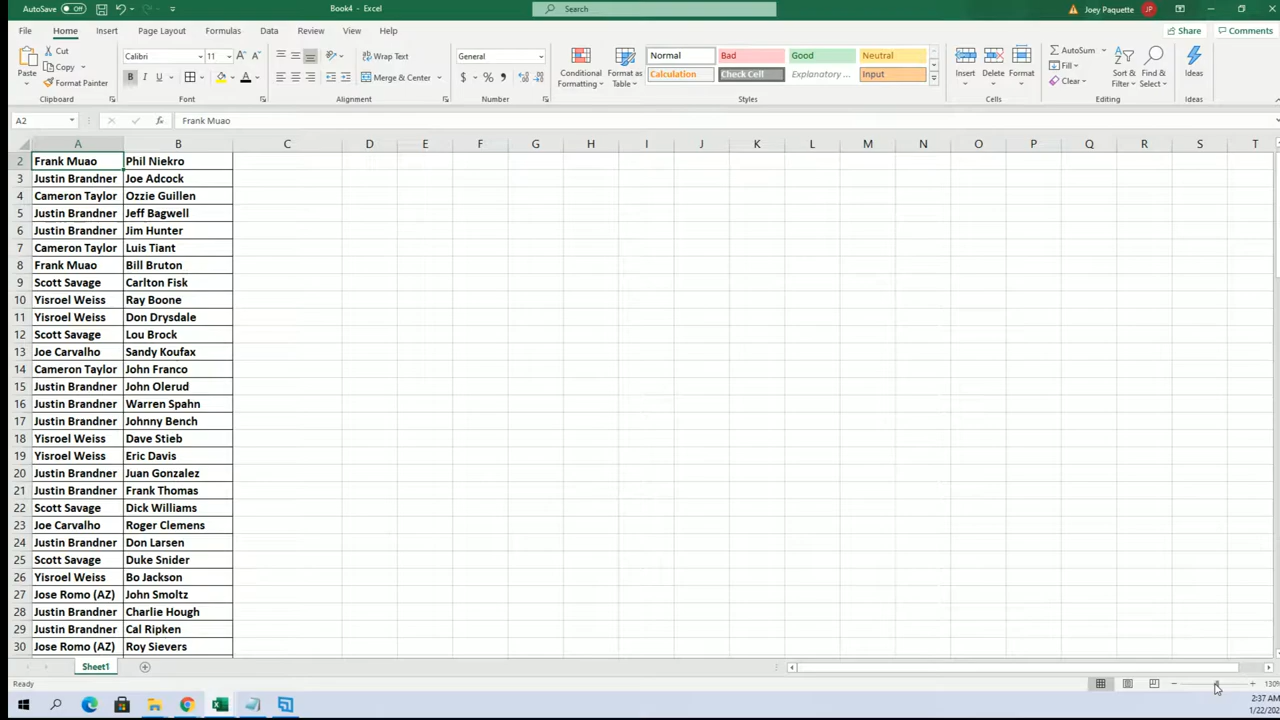 AutoSave Off Book4 - Excel Search Joey Paquette JP
File Home Insert Page Layout Formulas Data Review View Help Share Comments
Paste Cut Copy Format Painter Clipboard
Calibri 11 B I U A Font
Wrap Text Merge & Center Alignment
General $ % Number
Conditional Formatting Format as Table
Normal Bad Good Neutral
Calculation Check Cell Explanatory ... Input
Styles
Insert Delete Format Cells
AutoSum Fill Clear Sort & Filter Find & Select Editing
Ideas Ideas
A2 fx Frank Muao
A B C D E F G H I J K L M N O P Q R S T
2 Frank Muao Phil Niekro
3 Justin Brandner Joe Adcock
4 Cameron Taylor Ozzie Guillen
5 Justin Brandner Jeff Bagwell
6 Justin Brandner Jim Hunter
7 Cameron Taylor Luis Tiant
8 Frank Muao Bill Bruton
9 Scott Savage Carlton Fisk
10 Yisroel Weiss Ray Boone
11 Yisroel Weiss Don Drysdale
12 Scott Savage Lou Brock
13 Joe Carvalho Sandy Koufax
14 Cameron Taylor John Franco
15 Justin Brandner John Olerud
16 Justin Brandner Warren Spahn
17 Justin Brandner Johnny Bench
18 Yisroel Weiss Dave Stieb
19 Yisroel Weiss Eric Davis
20 Justin Brandner Juan Gonzalez
21 Justin Brandner Frank Thomas
22 Scott Savage Dick Williams
23 Joe Carvalho Roger Clemens
24 Justin Brandner Don Larsen
25 Scott Savage Duke Snider
26 Yisroel Weiss Bo Jackson
27 Jose Romo (AZ) John Smoltz
28 Justin Brandner Charlie Hough
29 Justin Brandner Cal Ripken
30 Jose Romo (AZ) Roy Sievers
Sheet1
Ready 130%
2:37 AM
1/22/202